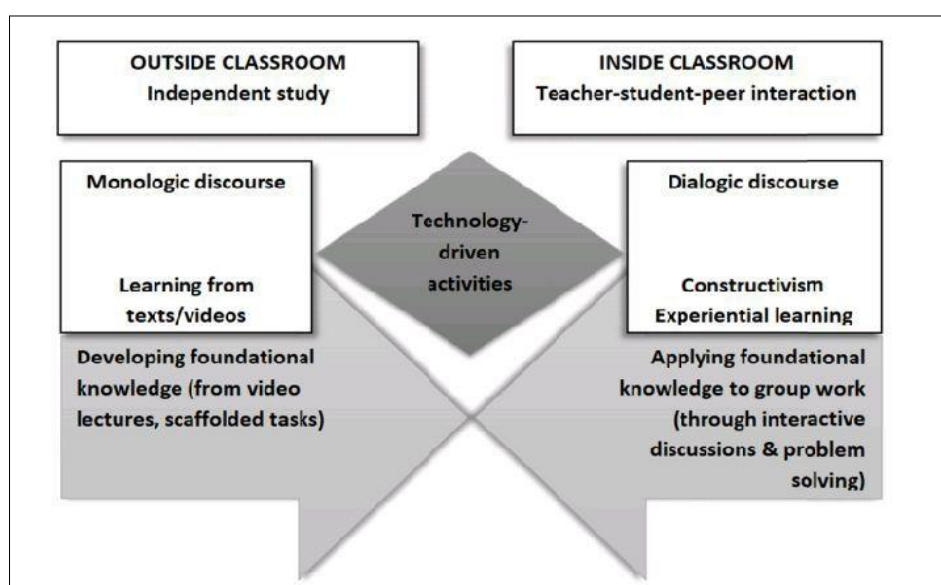 OUTSIDE CLASSROOM
Independent study
INSIDE CLASSROOM
Teacher-student-peer interaction
Monologic discourse
Learning from
texts/videos
Technology-
driven
activities
Dialogic discourse
Constructivism
Experiential learning
Developing foundational
knowledge (from video
lectures, scaffolded tasks)
Applying foundational
knowledge to group work
(through interactive
discussions & problem
solving)